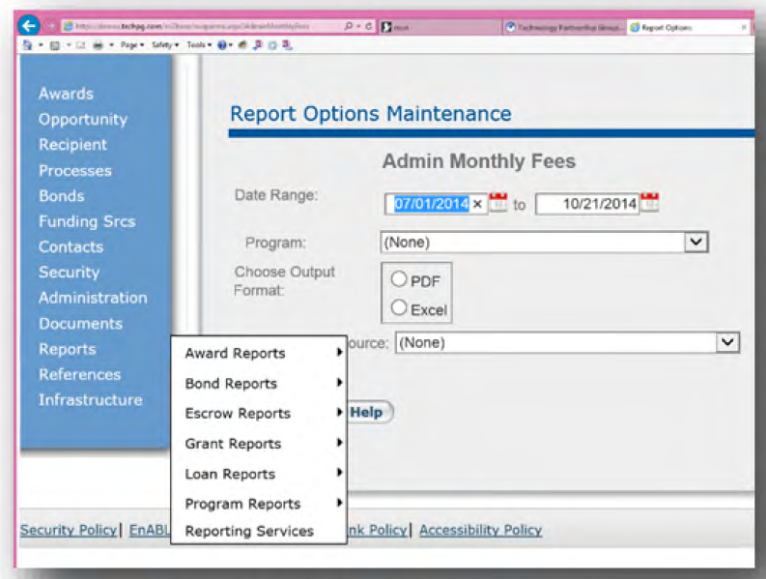 Report Options
Page Safety Tools
Awards
Opportunity
Recipient
Processes
Bonds
Funding Srcs
Contacts
Security
Administration
Documents
Reports
References
Infrastructure
Report Options Maintenance
Admin Monthly Fees
Date Range: 07/01/2014 × to 10/21/2014
Program: (None)
Choose Output
Format:
PDF
Excel
ource: (None)
Award Reports
Bond Reports
Escrow Reports
Grant Reports
Loan Reports
Program Reports
Reporting Services
Help
Security Policy| EnABL nk Policy| Accessibility Policy